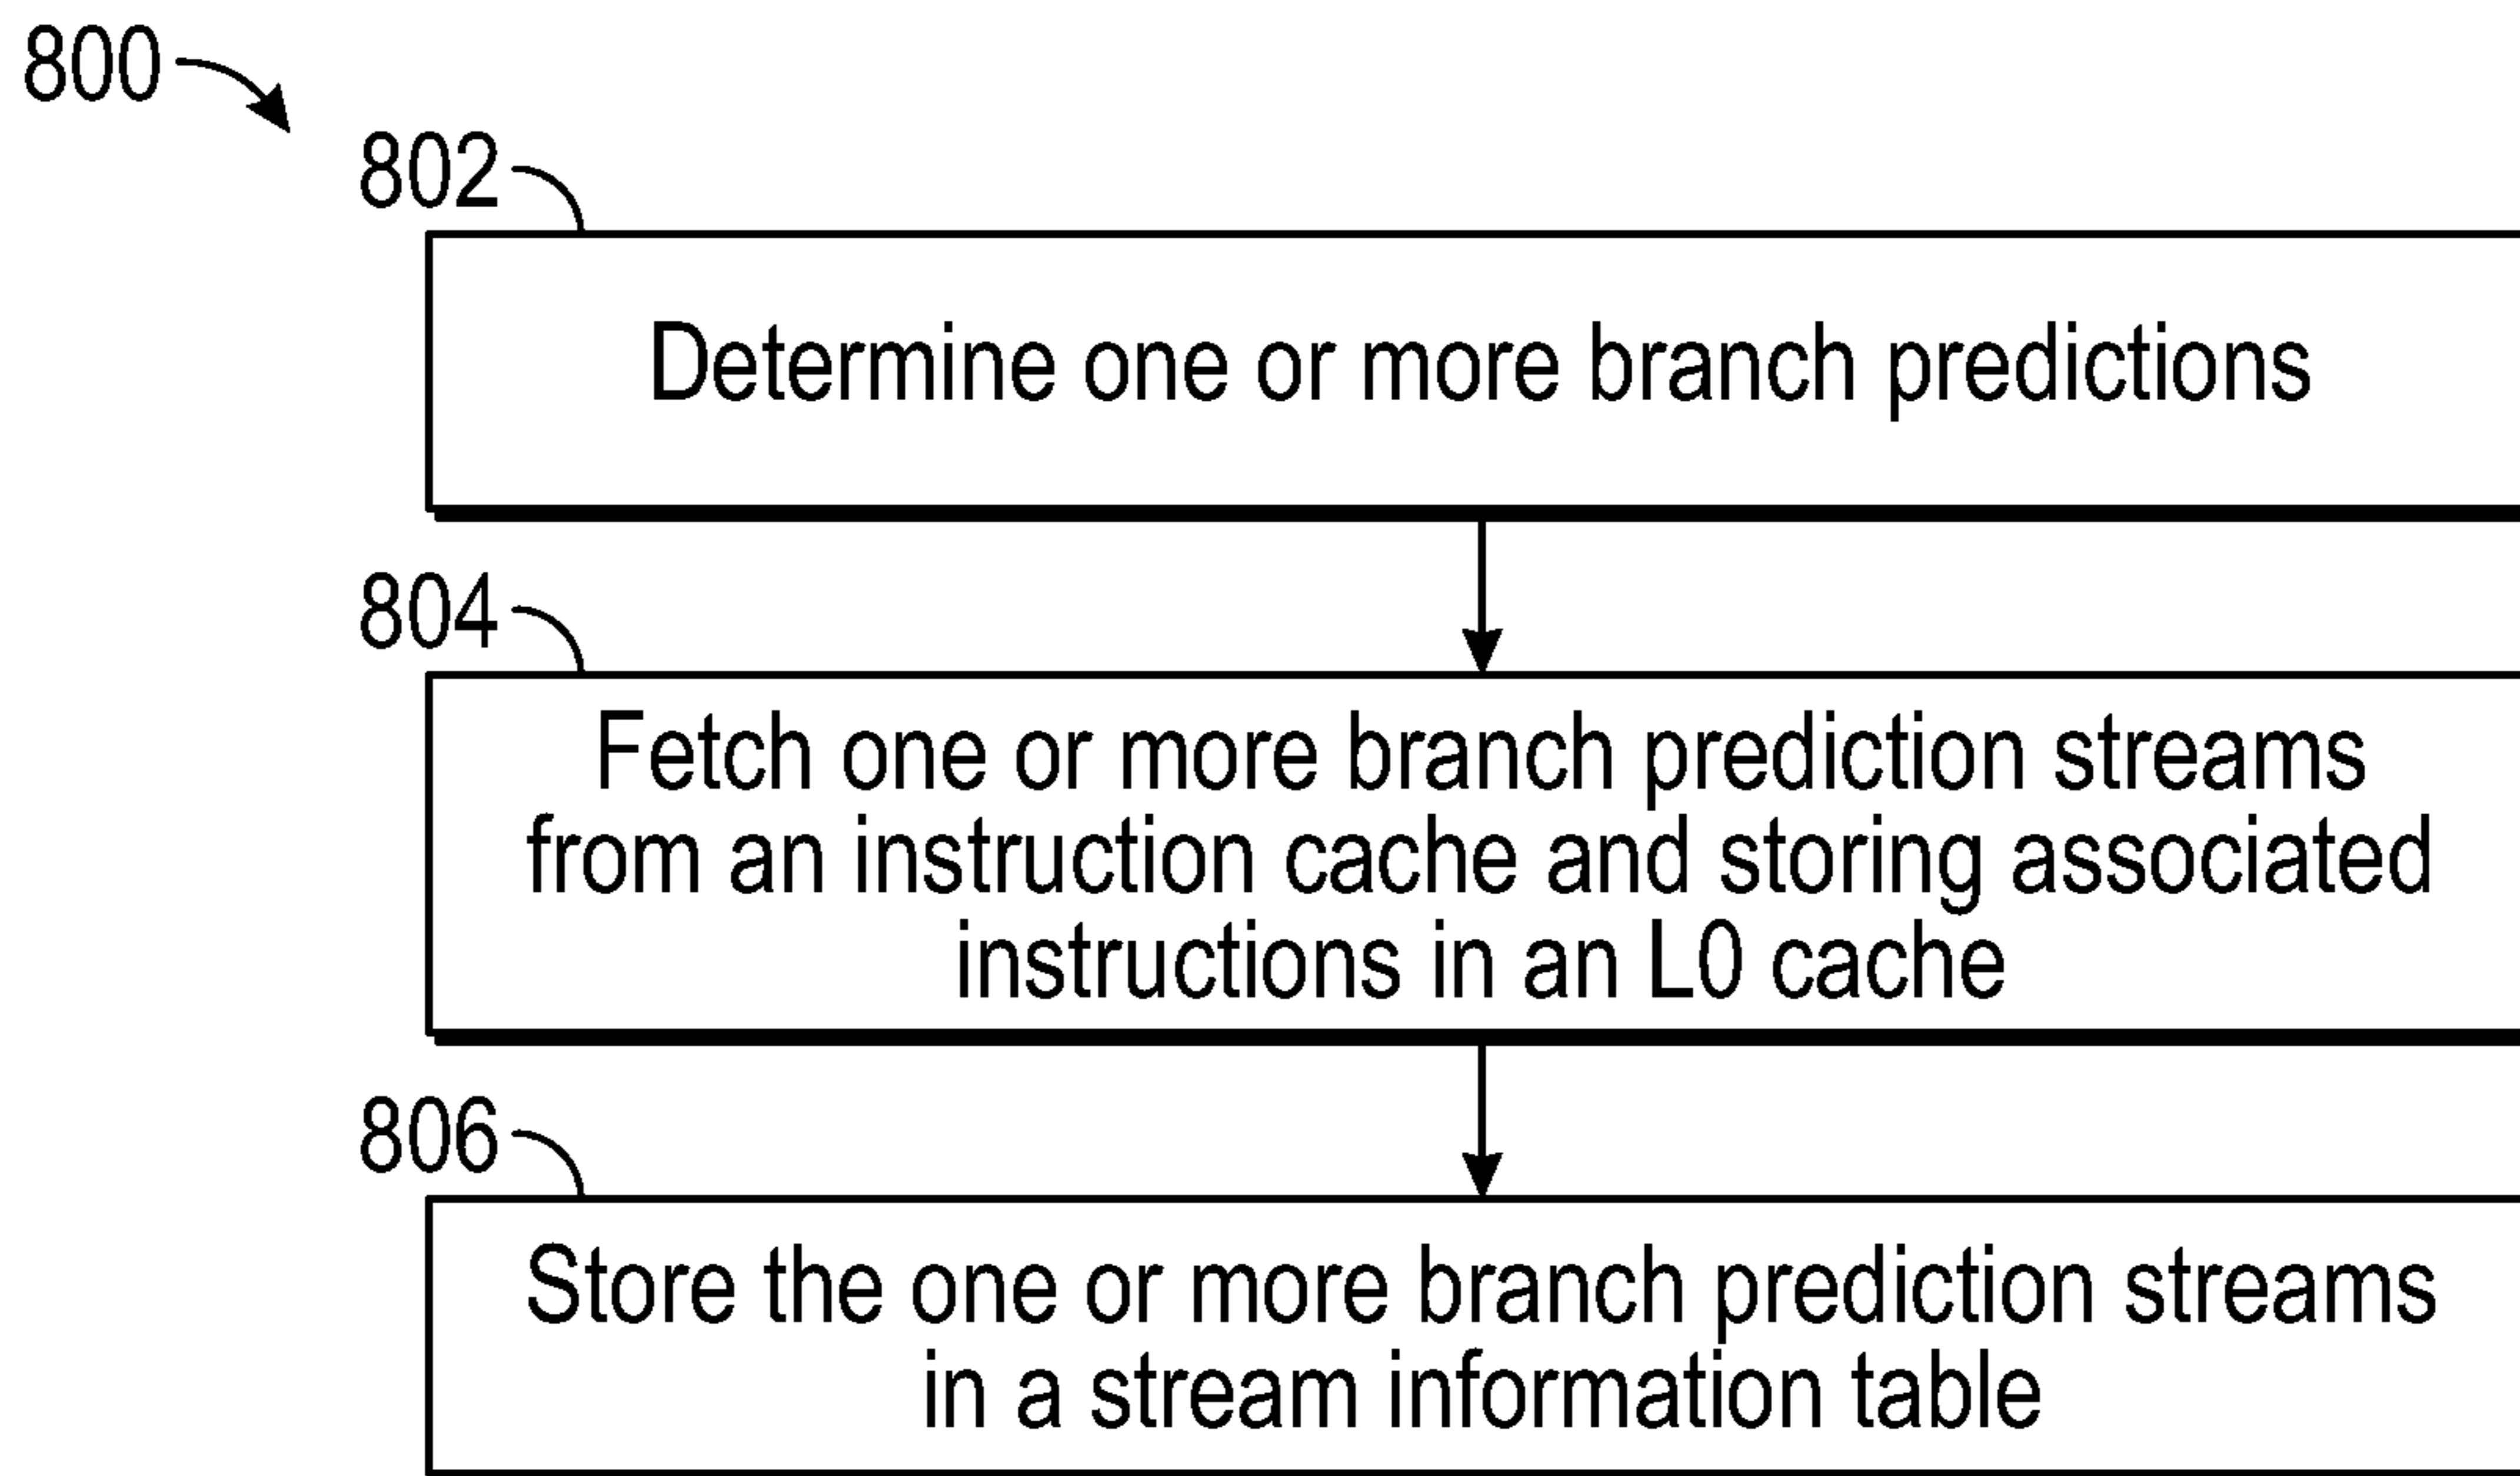 800
802
Determine one or more branch predictions
804
Fetch one or more branch prediction streams
from an instruction cache and storing associated
instructions in an L0 cache
806
Store the one or more branch prediction streams
in a stream information table